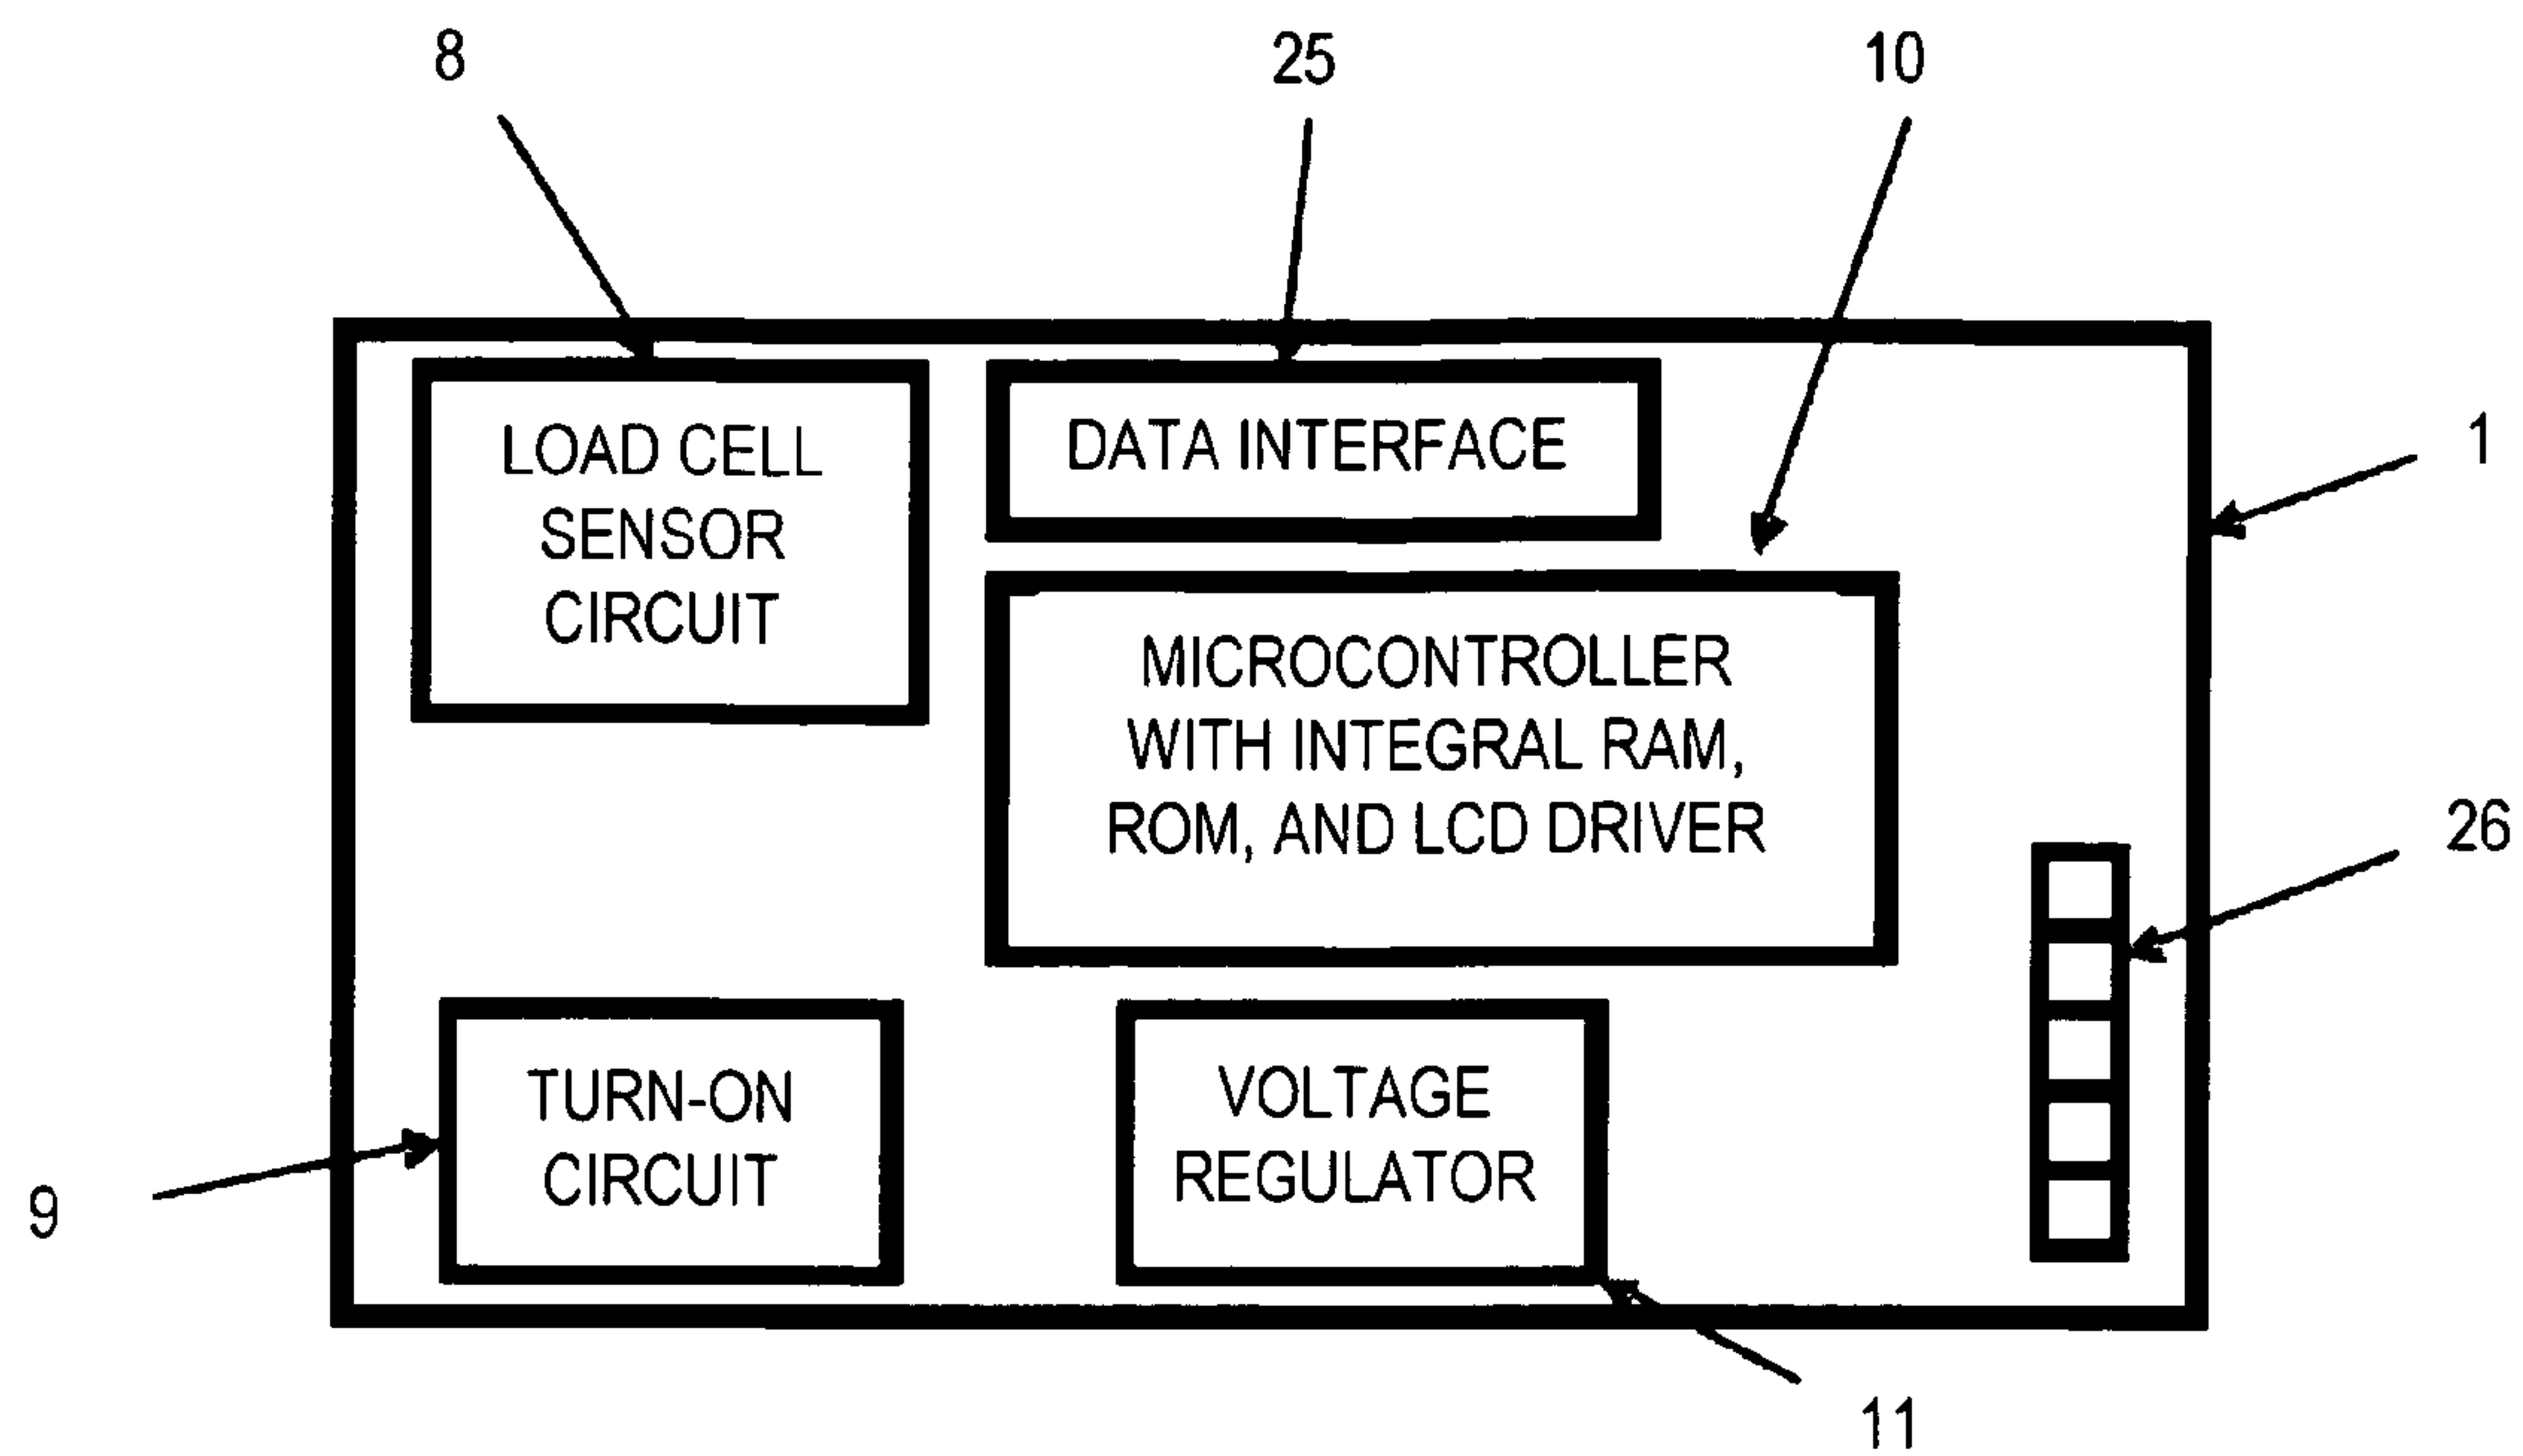 8
25
10
LOAD CELL
SENSOR
CIRCUIT
DATA INTERFACE
1
MICROCONTROLLER
WITH INTEGRAL RAM,
ROM, AND LCD DRIVER
26
TURN-ON
CIRCUIT
VOLTAGE
REGULATOR
9
11